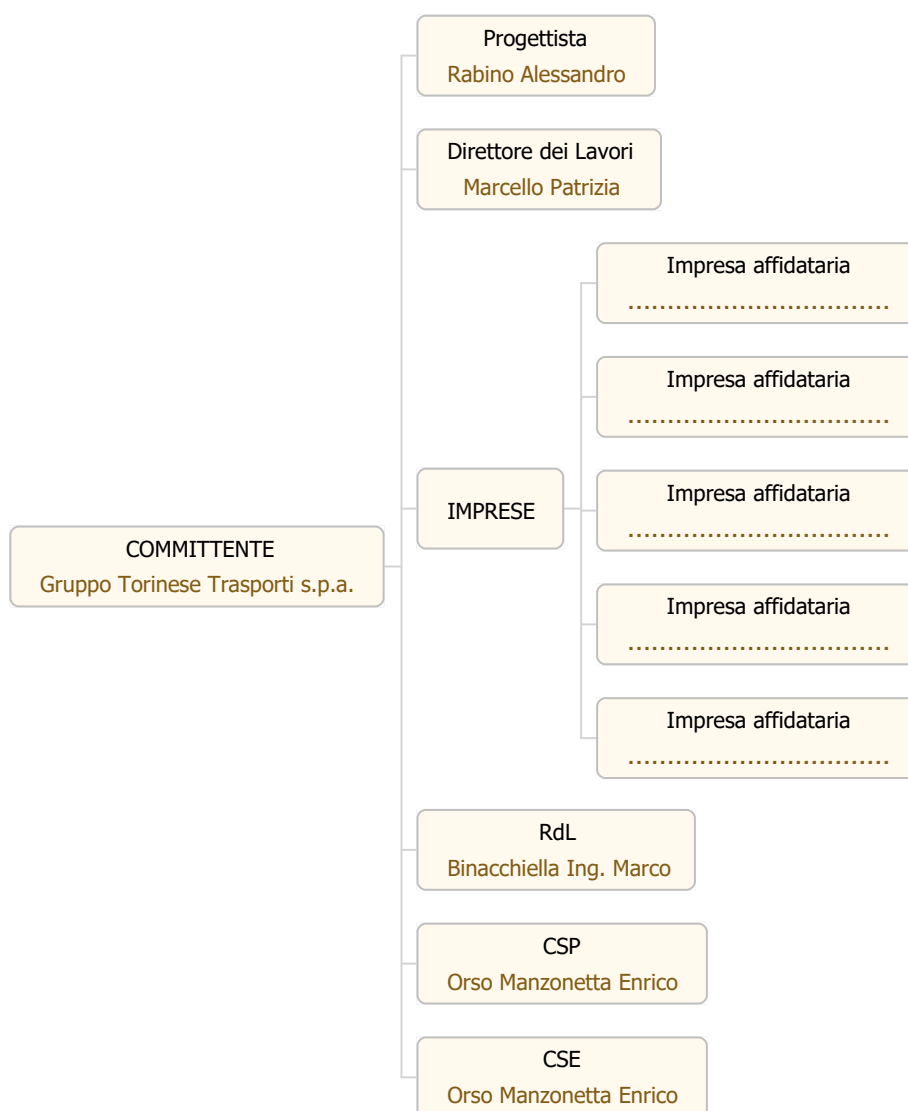 Progettista
Rabino Alessandro
Direttore dei Lavori
Marcello Patrizia
Impresa affidataria
.................................
Impresa affidataria
.................................
IMPRESE
Impresa affidataria
.................................
COMMITTENTE
Gruppo Torinese Trasporti s.p.a.
Impresa affidataria
.................................
Impresa affidataria
.................................
RdL
Binacchiella Ing. Marco
CSP
Orso Manzonetta Enrico
CSE
Orso Manzonetta Enrico